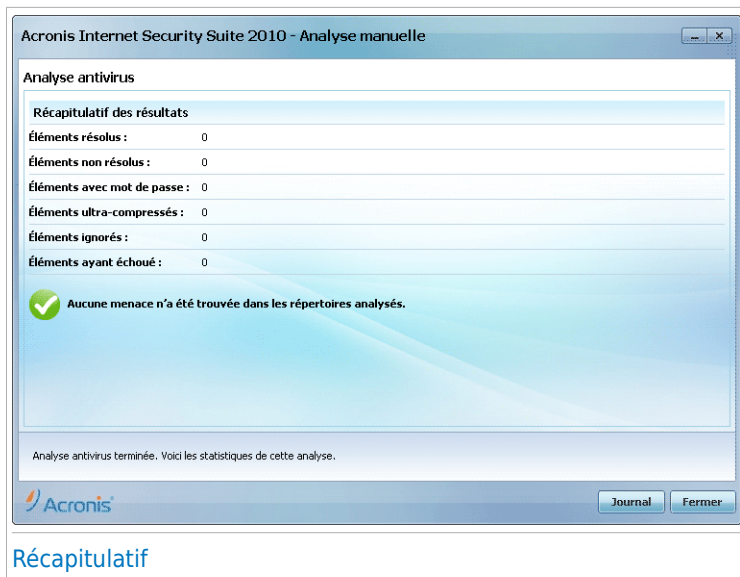 Acronis Internet Security Suite 2010 - Analyse manuelle
Analyse antivirus
Récapitulatif des résultats
Éléments résolus : 0
Éléments non résolus : 0
Éléments avec mot de passe : 0
Éléments ultra-compressés : 0
Éléments ignorés : 0
Éléments ayant échoué : 0
Aucune menace n'a été trouvée dans les répertoires analysés.
Analyse antivirus terminée. Voici les statistiques de cette analyse.
Acronis
Journal Fermer
Récapitulatif